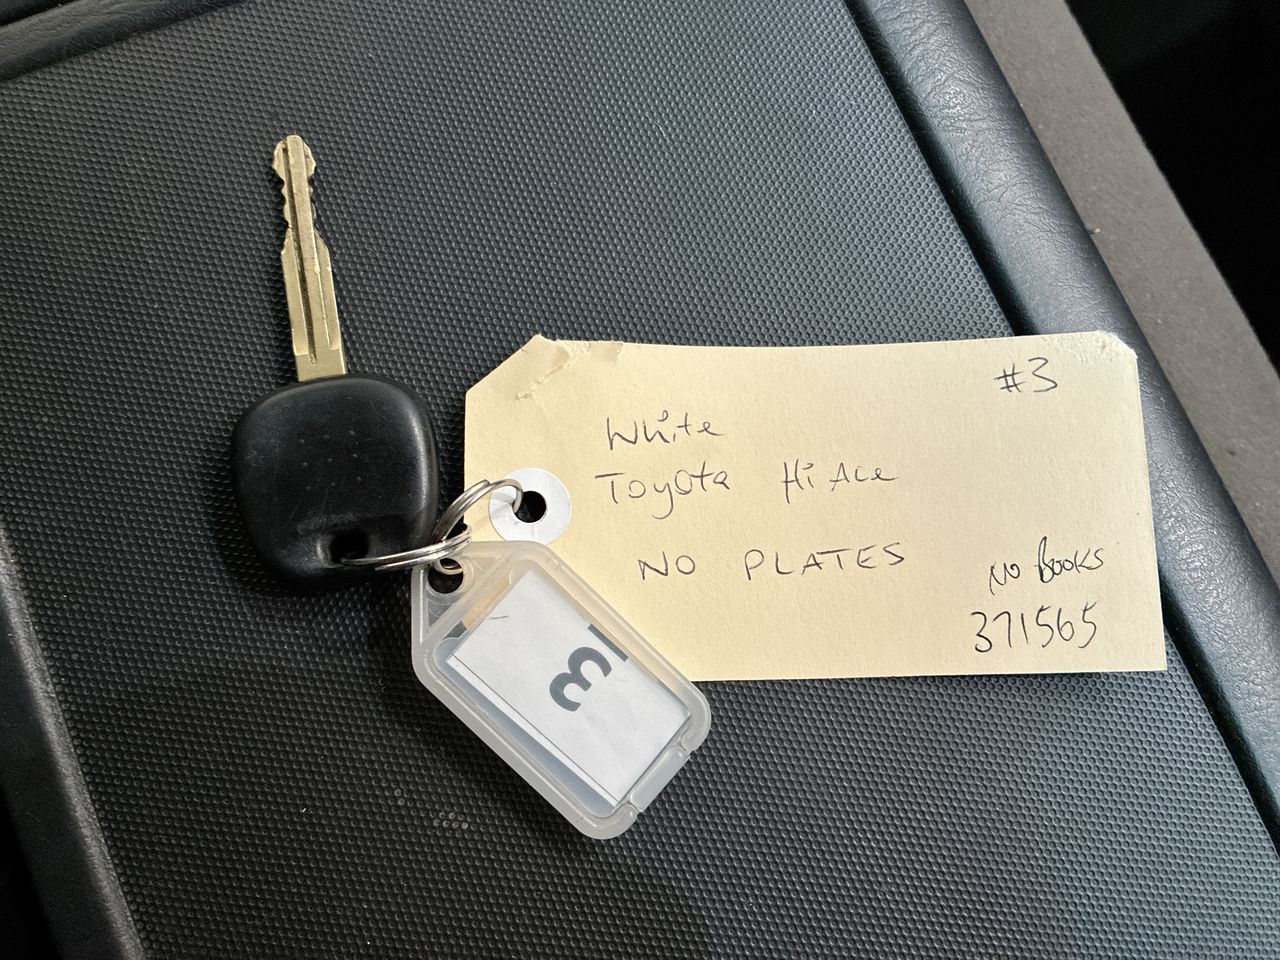 #3
White
Toyota HiAce
NO PLATES
NO BOOKS
371565
3